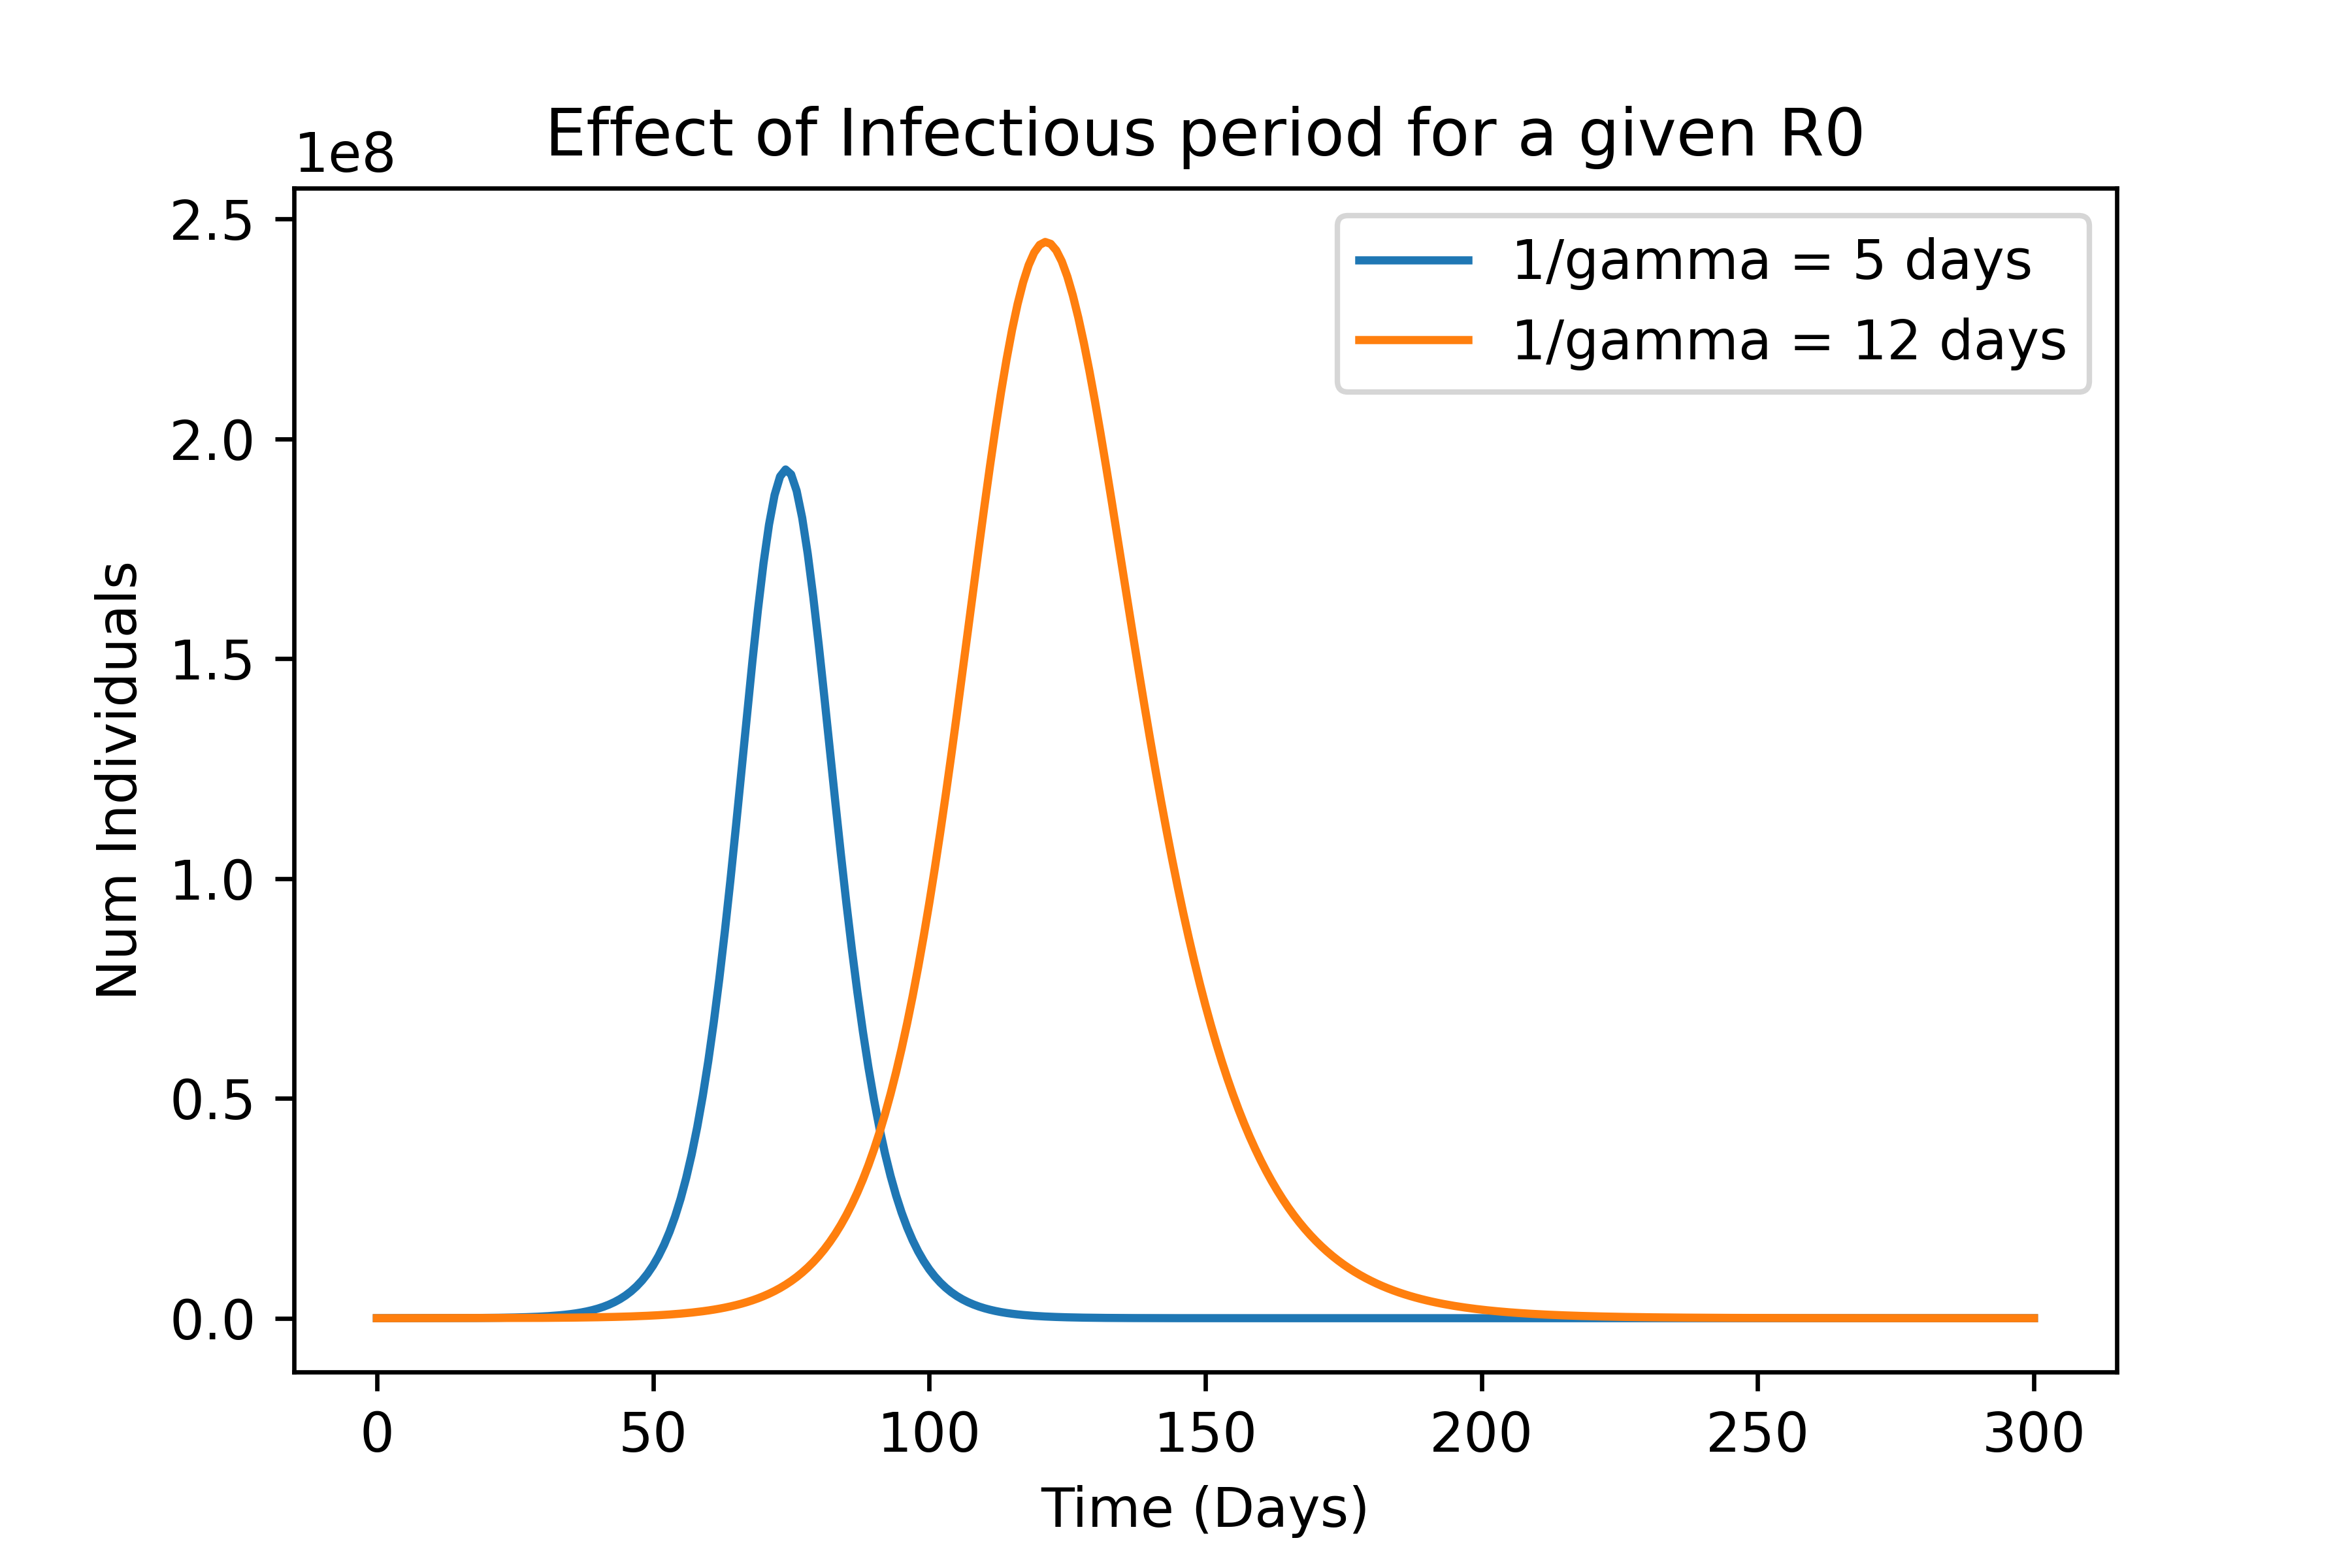 Effect of Infectious period for a given R0
1e8
1/gamma = 5 days
1/gamma = 12 days
2.5
2.0
1.5
1.0
0.5
0.0
Num Individuals
0 50 100 150 200 250 300
Time (Days)